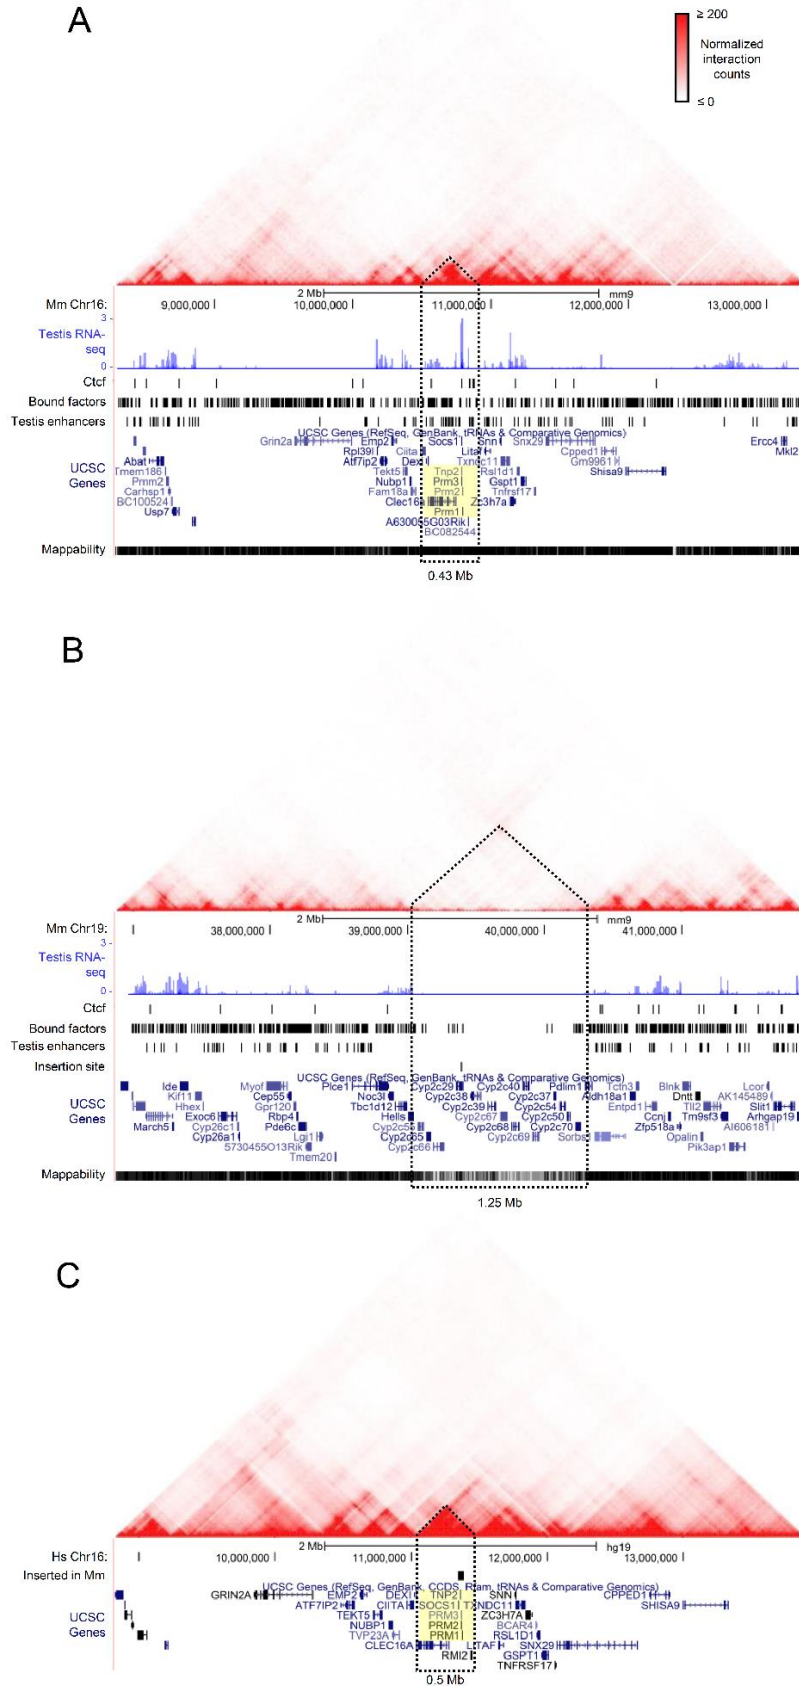 A
≥ 200
Normalized
interaction
counts
≤ 0
2 Mb mm9
Mm Chr16: 9,000,000 10,000,000 11,000,000 12,000,000 13,000,000
3
Testis RNA-
seq
0
Ctcf
Bound factors
Testis enhancers
UCSC Genes (RefSeq, GenBank, tRNAs & Comparative Genomics)
Grin2a Emp2 Socs1 Snn Snx29 Ercc4
Rpl39l Ciita Lita Cpped1 Mkl2
Abat Atf7ip2 Dex Txndc11 Gm9961
UCSC
Genes
Tmem186 Tekt5 Tnp2 Rsl1d1 Shisa9
Pmm2 Nubp1 Prm3 Gspt1
Carhsp1 Fam18a Prm2 Tnfrsf17
BC100524 Clec16a Zc3h7a
Usp7 Prm1
A630055G03Rik
BC082544
Mappability
0.43 Mb
B
2 Mb mm9
Mm Chr19: 38,000,000 39,000,000 40,000,000 41,000,000
3
Testis RNA-
seq
0
Ctcf
Bound factors
Testis enhancers
Insertion site
UCSC Genes (RefSeq, GenBank, tRNAs & Comparative Genomics)
Ide Myof Plce1 Cyp2c29 Cyp2c40 Pdlim1 Tctn3 Blnk Lcor
Kif11 Cep55 Noc3l Cyp2c38 Cyp2c37 Aldh18a1 Dntt AK145489
UCSC
Genes
Hhex Gpr120 Tbc1d12 Cyp2c39 Cyp2c54 Entpd1 Tll2 Slit1
Exoc6 Rbp4 Hells Cyp2c67 Cyp2c50 Ccnj Tm9sf3 Arhgap19
March5 Cyp26c1 Pde6c Cyp2c55 Cyp2c68 Cyp2c70 Zfp518a AI606181
Cyp26a1 Lgi1 Cyp2c65 Cyp2c69 Sorbs Opalin
5730455O13Rik Cyp2c66 Pik3ap1
Tmem20
Mappability
1.25 Mb
C
2 Mb hg19
Hs Chr16: 10,000,000 11,000,000 12,000,000 13,000,000
Inserted in Mm
UCSC Genes (RefSeq, GenBank, CCDS, Rfam, tRNAs & Comparative Genomics)
GRIN2A EMP2 DEXI TNP2 SNN CPPED1
ATF7IP2 CIITA SOCS1 TXNDC11 SHISA9
UCSC
Genes
TEKT5 PRM3 ZC3H7A
NUBP1 PRM2 BCAR4
TVP23A PRM1 RSL1D1
CLEC16A LITAF SNX29
RMI2 GSPT1
TNFRSF17
0.5 Mb